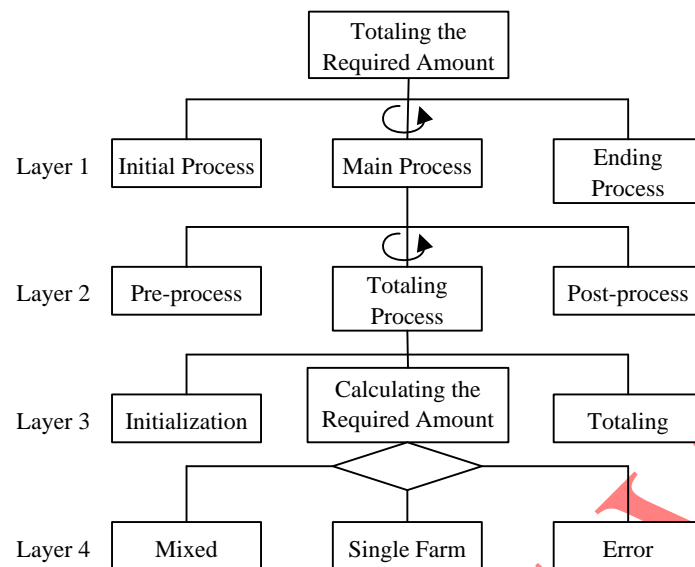 Totaling the
Required Amount
Layer 1
Initial Process
Main Process
Ending
Process
Layer 2
Pre-process
Totaling
Process
Post-process
Layer 3
Initialization
Calculating the
Required Amount
Totaling
Layer 4
Mixed
Single Farm
Error